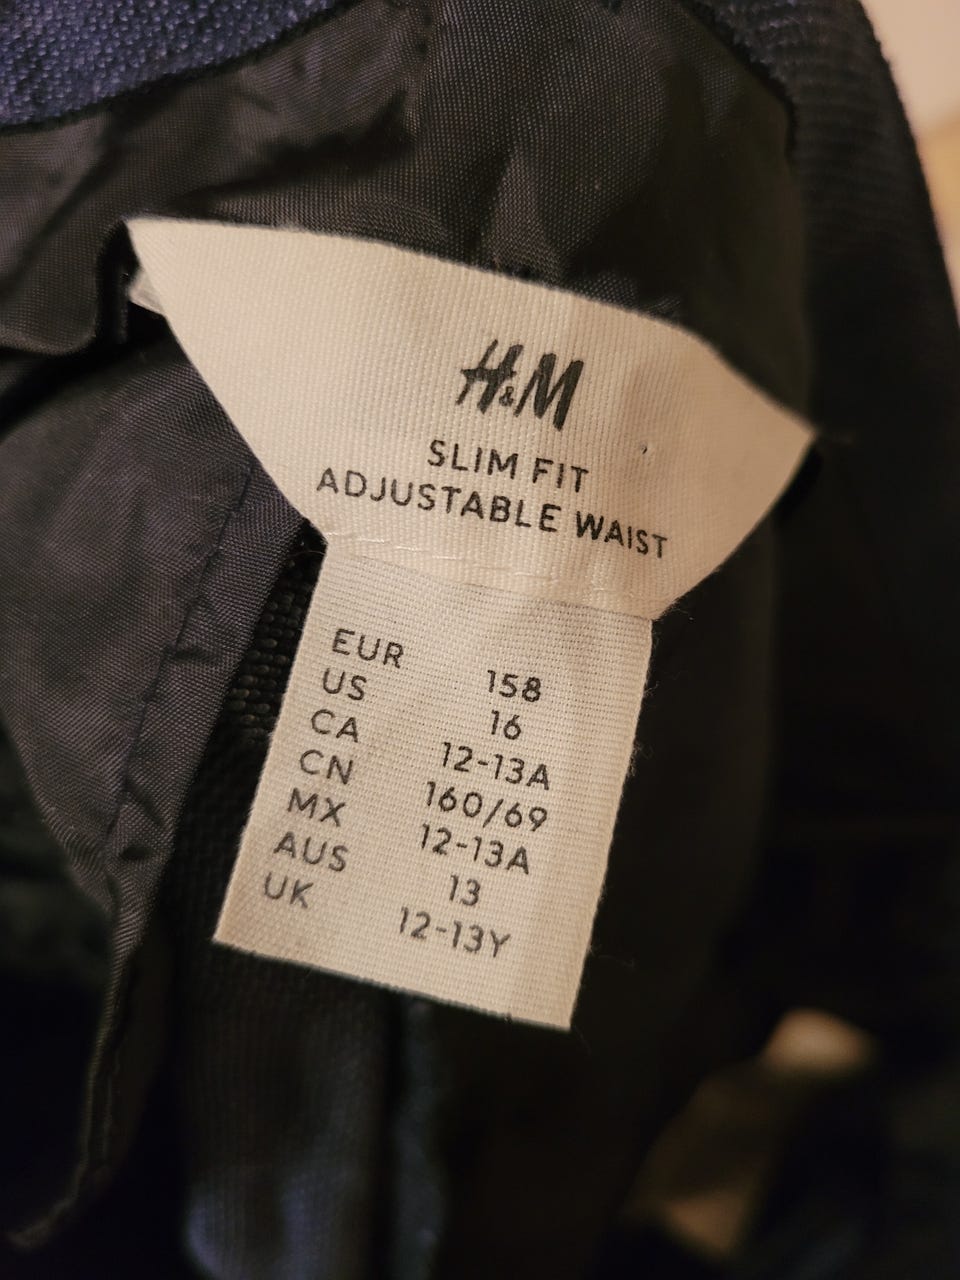 H&M
SLIM FIT
ADJUSTABLE WAIST
EUR 158
US 16
CA 12-13A
CN 160/69
MX 12-13A
AUS 13
UK 12-13Y